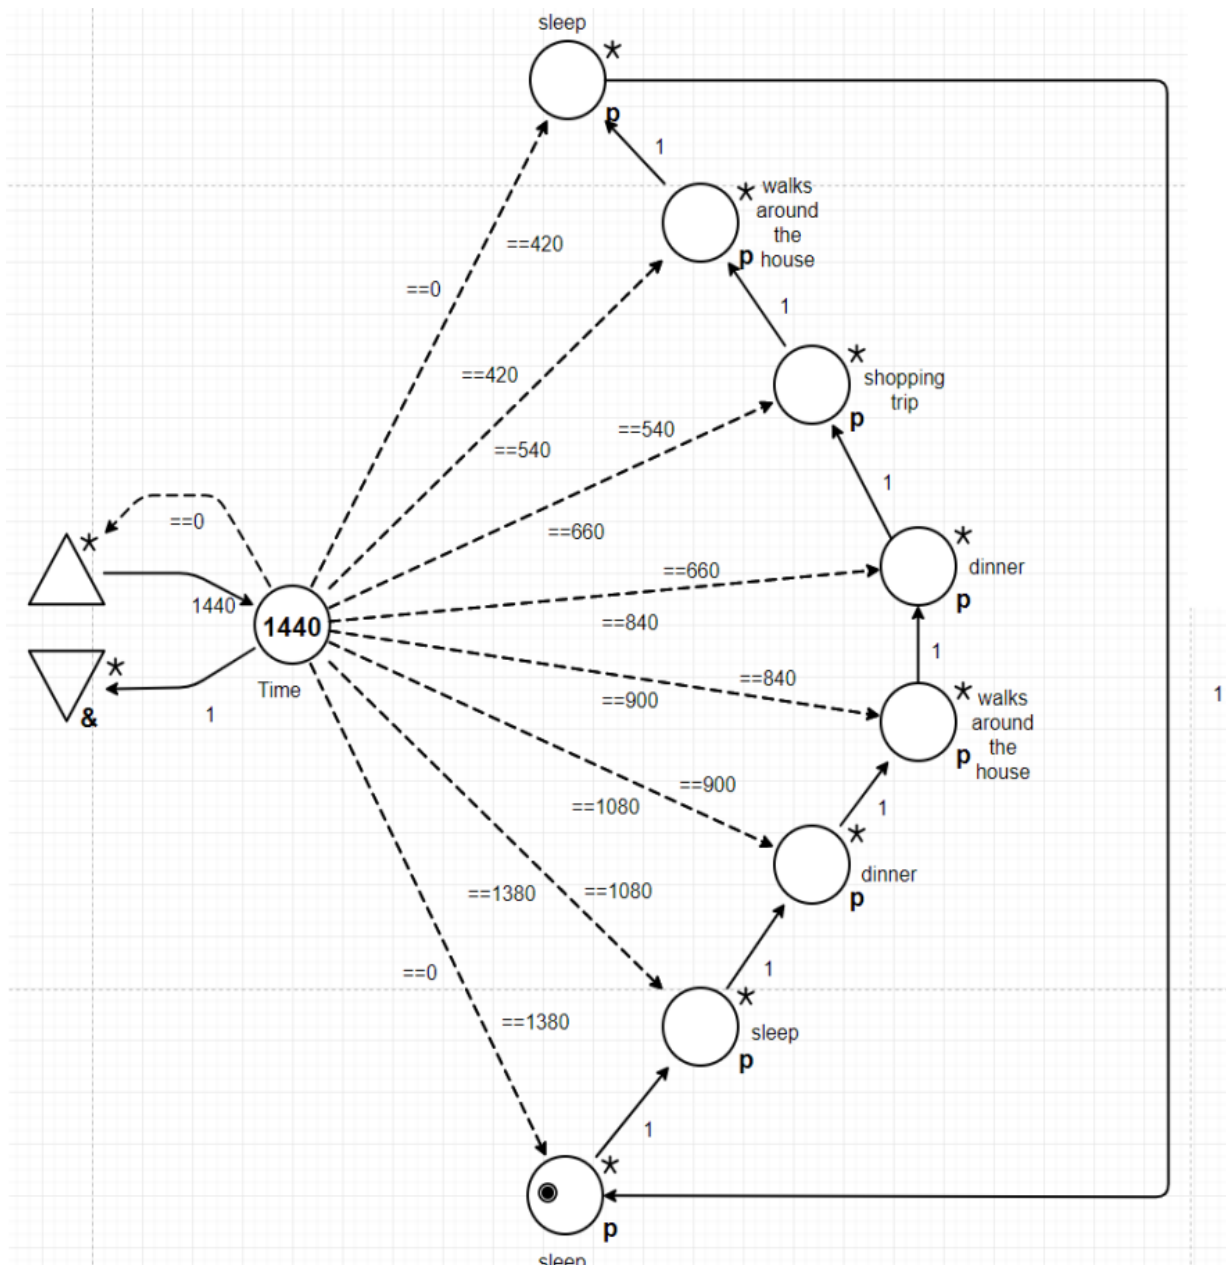 sleep
*
p
1
* walks
around
the
p house
==420
==0
1
*
shopping
trip
p
==420
==540
==540
1
==0
*
==660
*
dinner
p
==660
1440
1440
==840
Time
*
1
&
1
==840
==900
* walks
around
the
p house
1
==900
==1080
1
*
dinner
p
==1380
==1080
1
*
sleep
p
==0
==1380
1
*
p
sleep